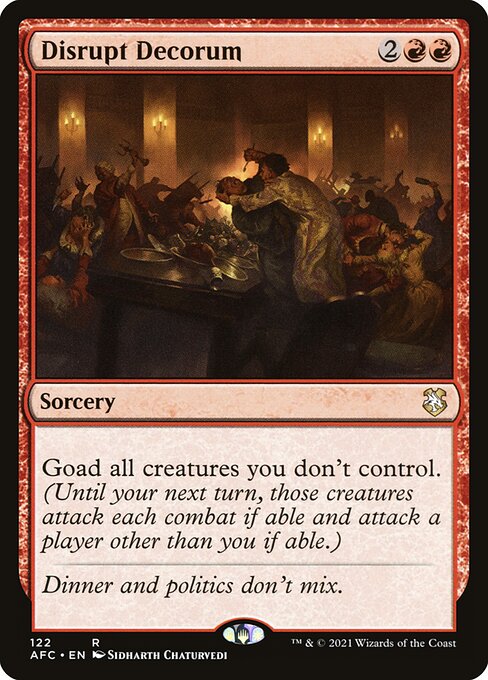 Disrupt Decorum 2
Sorcery
Goad all creatures you don't control.
(Until your next turn, those creatures
attack each combat if able and attack a
player other than you if able.)
Dinner and politics don't mix.
122 R
AFC • EN SIDHARTH CHATURVEDI
™ & © 2021 Wizards of the Coast